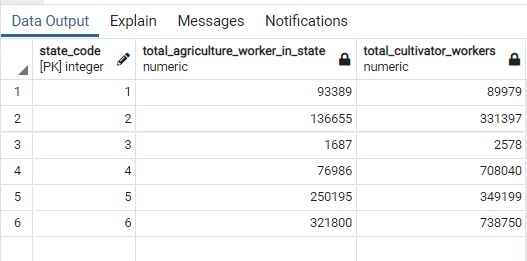 Data Output Explain Messages Notifications
state_code total_agriculture_worker_in_state total_cultivator_workers
[PK] integer numeric numeric
1 1 93389 89979
2 2 136655 331397
3 3 1687 2578
4 4 76986 708040
5 5 250195 349199
6 6 321800 738750